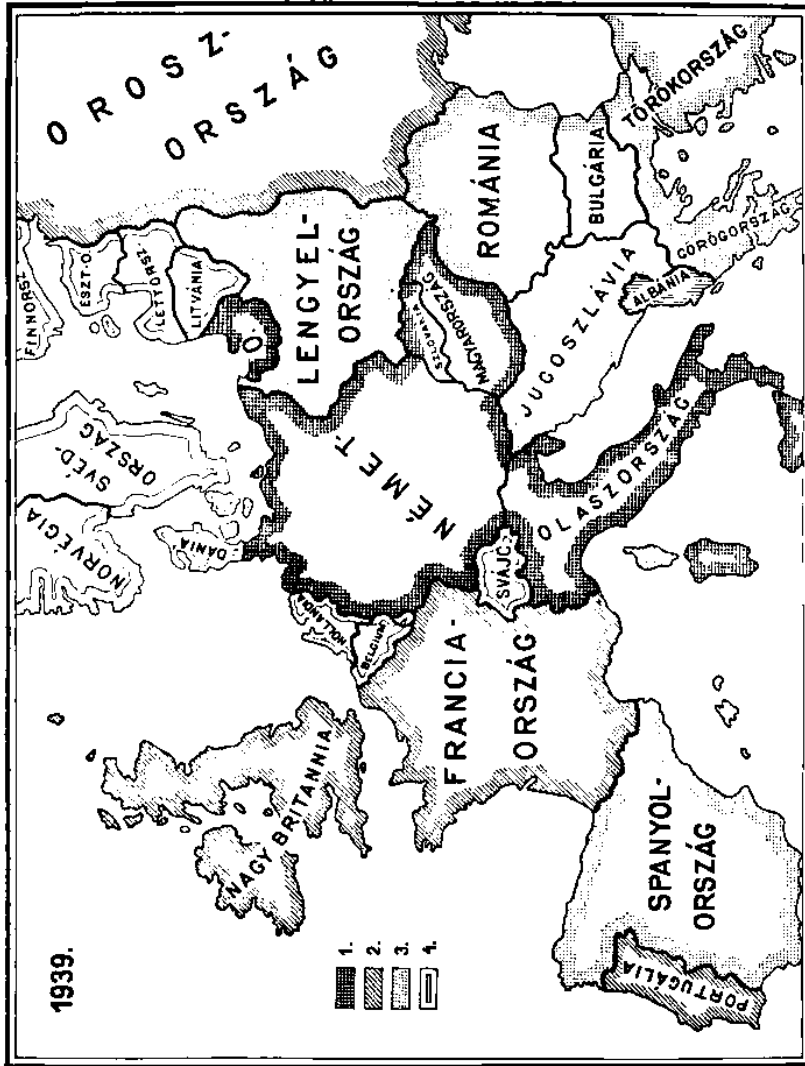 1939.
OROSZ-
ORSZÁG
FINNORSZ
ESZT-O.
LETTORSZ.
LITVÁNIA
SVÉD-
ORSZÁG
NORVÉGIA
DÁNIA
NAGY BRITANNIA
HOLLANDIA
BELGIUM
NÉMET-
O.
LENGYEL-
ORSZÁG
SZLOVÁKIA
MAGYARORSZÁG
ROMÁNIA
BULGÁRIA
TÖRÖKORSZÁG
GÖRÖGORSZÁG
ALBÁNIA
JUGOSZLÁVIA
OLASZORSZÁG
SVÁJC
FRANCIA-
ORSZÁG
SPANYOL-
ORSZÁG
PORTUGÁLIA
1.
2.
3.
4.